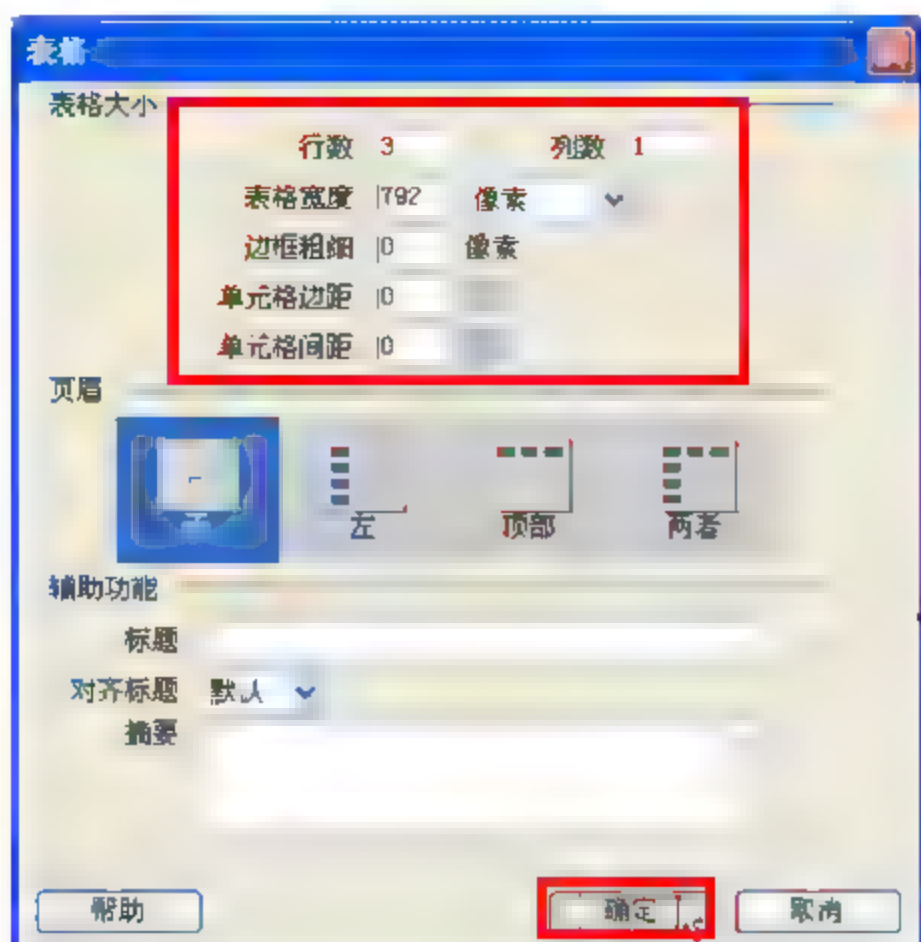 表格
表格大小
行数 3 列数 1
表格宽度 792 像素
边框粗细 0 像素
单元格边距 0
单元格间距 0
页眉
左 顶部 两者
辅助功能
标题
对齐标题 默认
摘要
帮助 确定 取消